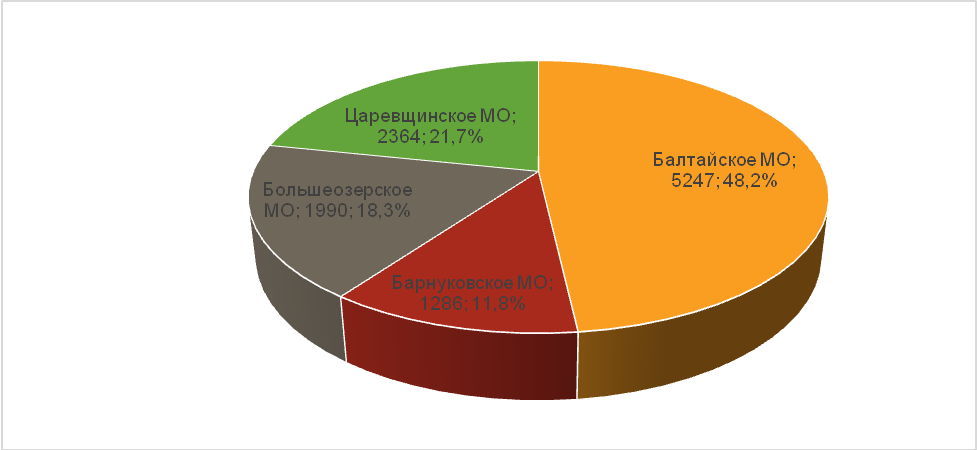 Царевщинское МО;
2364; 21,7%
Балтайское МО;
5247; 48,2%
Большеозерское
МО; 1990; 18,3%
Барнуковское МО;
1286; 11,8%